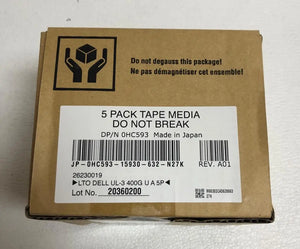 Do not degauss this package!
Ne pas démagnétiser cet ensemble!
5 PACK TAPE MEDIA
DO NOT BREAK
DP/N 0HC593 Made in Japan
JP-0HC593-15930-632-N27K REV. A01
26230019
▶LTO DELL UL-3 400G U A 5P◀
Lot No. 20360200